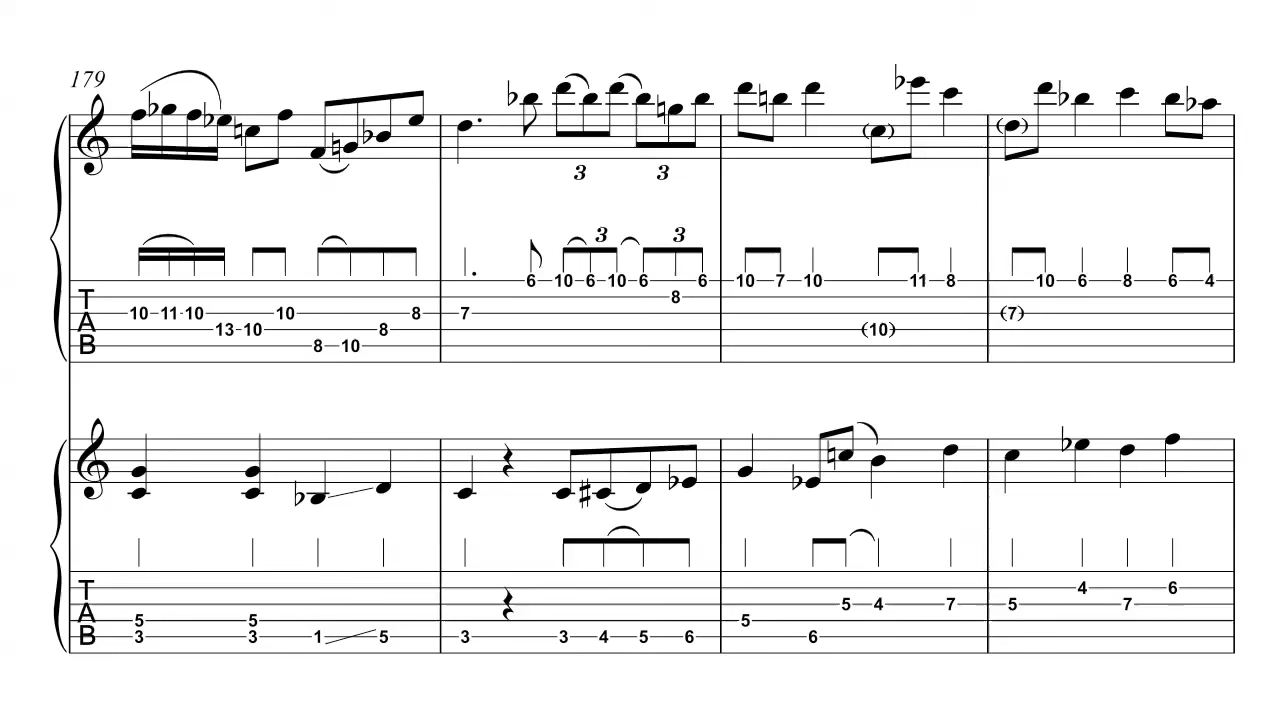 179
3 3
3 3
10 6 10 6 6 10 7 10 11 8 10 6 8 6 4
T 8
10 11 10 10 8 7 (7)
A 13 10 8 (10)
B 8 10
T 4 6
5 4 7 5 7
A 5 5 5
B 3 3 1 5 3 3 4 5 6 6